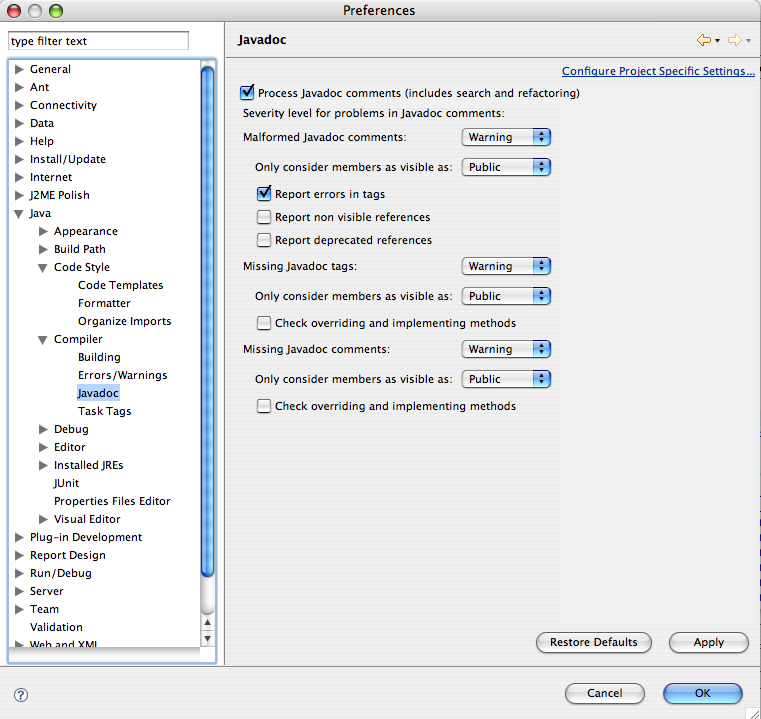 Preferences
type filter text
General
Ant
Connectivity
Data
Help
Install/Update
Internet
J2ME Polish
Java
Appearance
Build Path
Code Style
Code Templates
Formatter
Organize Imports
Compiler
Building
Errors/Warnings
Javadoc
Task Tags
Debug
Editor
Installed JREs
JUnit
Properties Files Editor
Visual Editor
Plug-in Development
Report Design
Run/Debug
Server
Team
Validation
Web and XML
Javadoc
Configure Project Specific Settings...
Process Javadoc comments (includes search and refactoring)
Severity level for problems in Javadoc comments:
Malformed Javadoc comments: Warning
Only consider members as visible as: Public
Report errors in tags
Report non visible references
Report deprecated references
Missing Javadoc tags: Warning
Only consider members as visible as: Public
Check overriding and implementing methods
Missing Javadoc comments: Warning
Only consider members as visible as: Public
Check overriding and implementing methods
Restore Defaults Apply
? Cancel OK